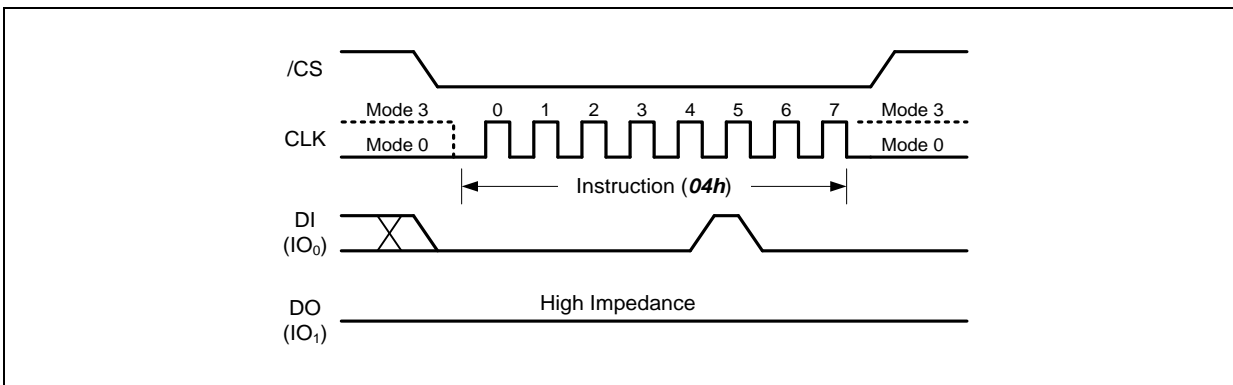 /CS
Mode 3 0 1 2 3 4 5 6 7 Mode 3
CLK
Mode 0 Mode 0
Instruction (04h)
DI
(IO₀)
High Impedance
DO
(IO₁)